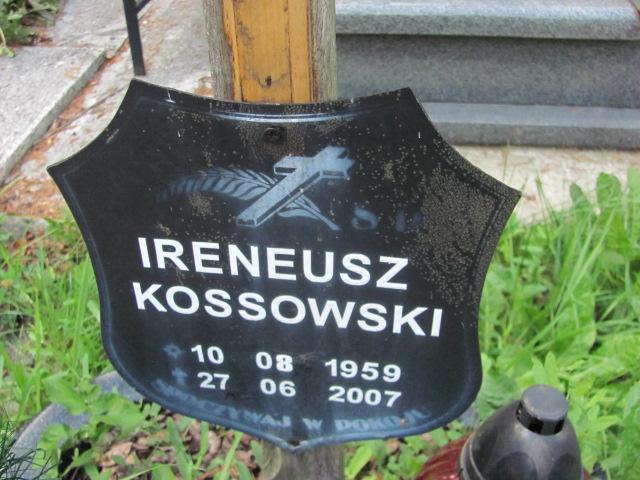 Ś P
IRENEUSZ
KOSSOWSKI
10 08 1959
27 06 2007
SPOCZYWAJ W POKOJU